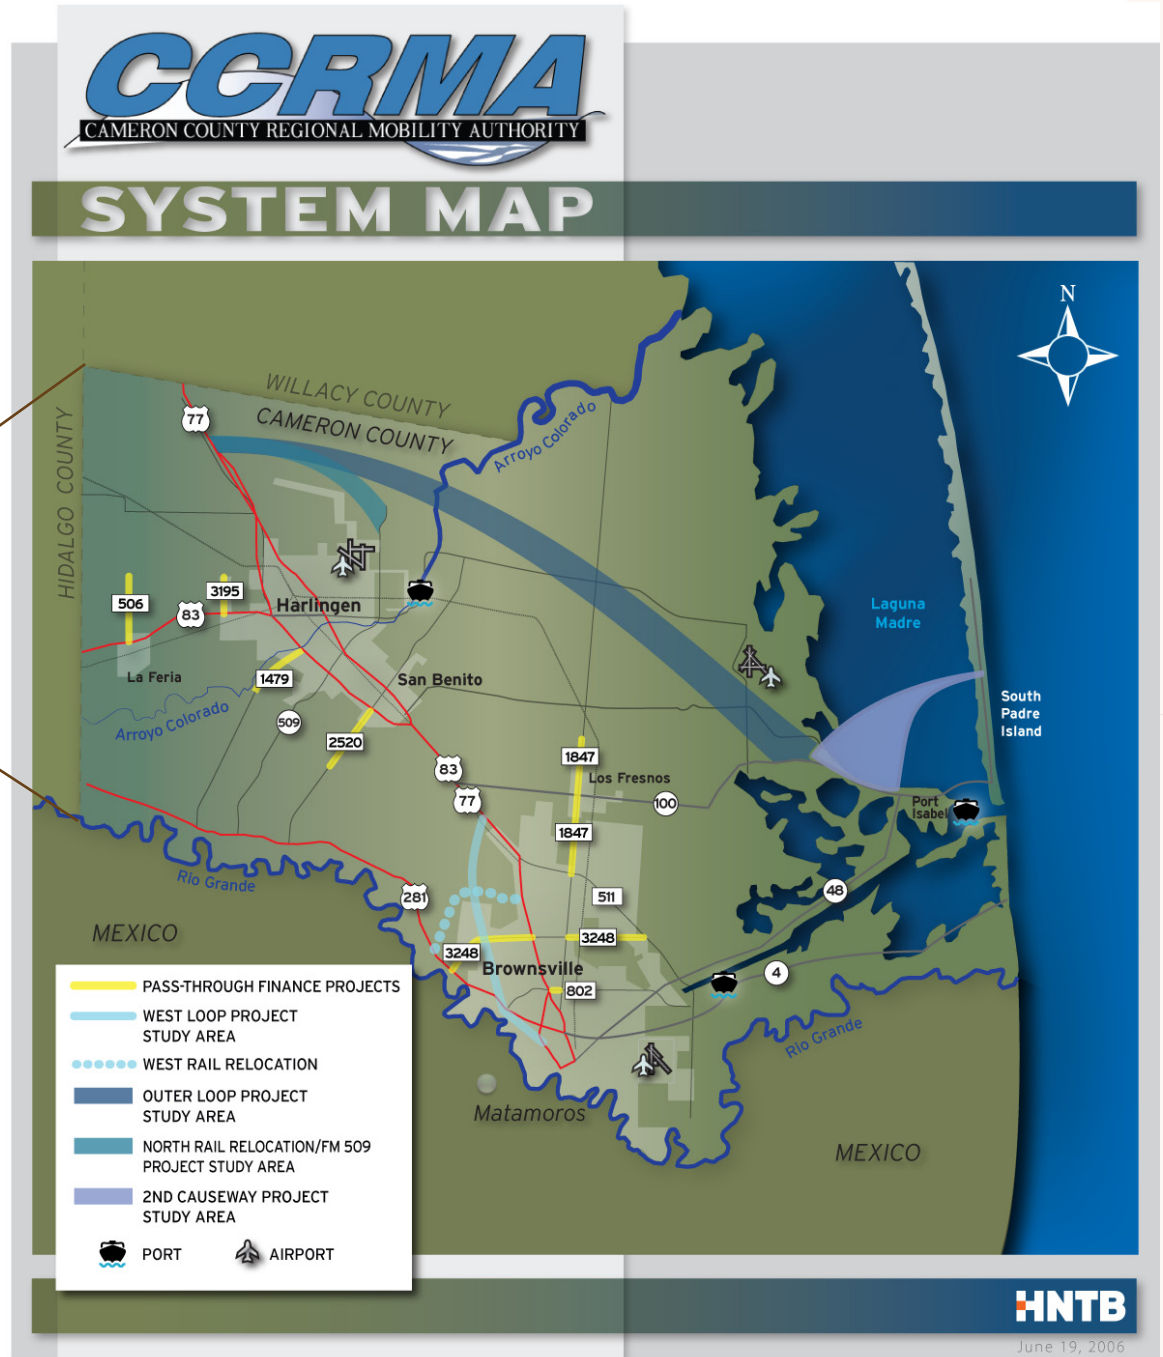 CCRMA
CAMERON COUNTY REGIONAL MOBILITY AUTHORITY
SYSTEM MAP
N
WILLACY COUNTY
CAMERON COUNTY
HIDALGO COUNTY
77
Arroyo Colorado
506
3195
83
Harlingen
Laguna
Madre
La Feria
1479
San Benito
South
Padre
Island
Arroyo Colorado
509
2520
1847
83
Los Fresnos
77
100
Port
Isabel
1847
Rio Grande
281
511
48
MEXICO
3248
3248
Brownsville
4
802
Rio Grande
Matamoros
MEXICO
PASS-THROUGH FINANCE PROJECTS
WEST LOOP PROJECT
STUDY AREA
WEST RAIL RELOCATION
OUTER LOOP PROJECT
STUDY AREA
NORTH RAIL RELOCATION/FM 509
PROJECT STUDY AREA
2ND CAUSEWAY PROJECT
STUDY AREA
PORT
AIRPORT
HNTB
June 19, 2006